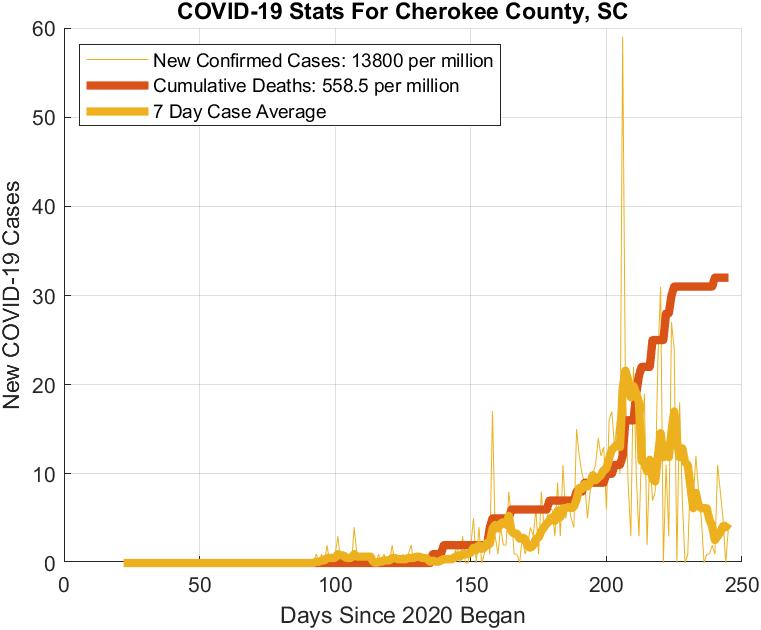 COVID-19 Stats For Cherokee County, SC
60
New Confirmed Cases: 13800 per million
Cumulative Deaths: 558.5 per million
7 Day Case Average
50
40
30
20
10
0
New COVID-19 Cases
0 50 100 150 200 250
Days Since 2020 Began